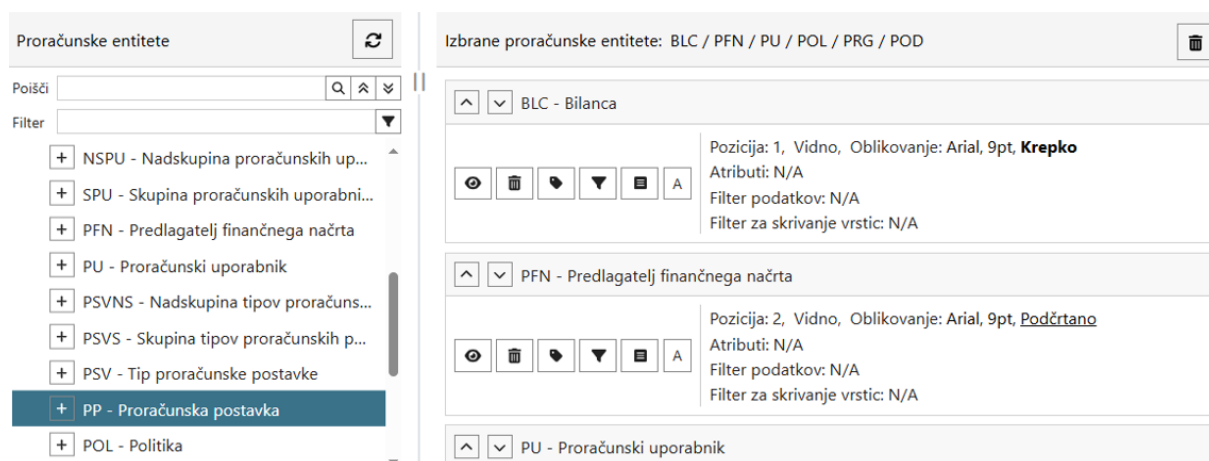 Proračunske entitete
Poišči
Filter
NSPU - Nadskupina proračunskih up...
SPU - Skupina proračunskih uporabni...
PFN - Predlagatelj finančnega načrta
PU - Proračunski uporabnik
PSVNS - Nadskupina tipov proračuns...
PSVS - Skupina tipov proračunskih p...
PSV - Tip proračunske postavke
PP - Proračunska postavka
POL - Politika
Izbrane proračunske entitete: BLC / PFN / PU / POL / PRG / POD
BLC - Bilanca
A
Pozicija: 1, Vidno, Oblikovanje: Arial, 9pt, Krepko
Atributi: N/A
Filter podatkov: N/A
Filter za skrivanje vrstic: N/A
PFN - Predlagatelj finančnega načrta
A
Pozicija: 2, Vidno, Oblikovanje: Arial, 9pt, Podčrtano
Atributi: N/A
Filter podatkov: N/A
Filter za skrivanje vrstic: N/A
PU - Proračunski uporabnik